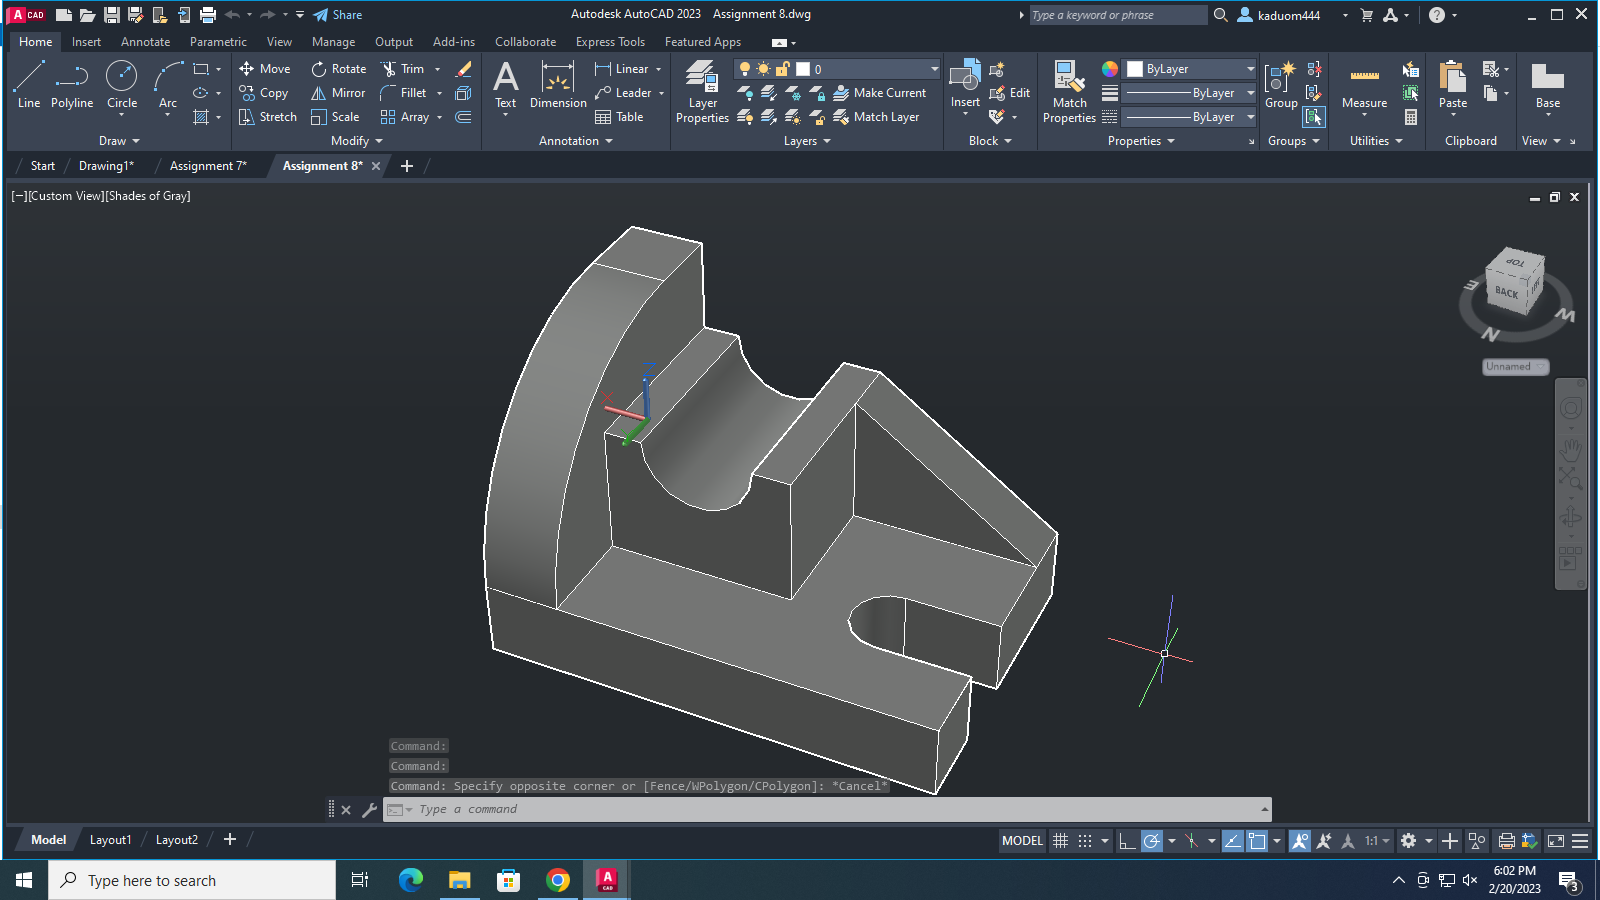 A CAD
Share
Autodesk AutoCAD 2023 Assignment 8.dwg
Type a keyword or phrase
kaduom444
Home Insert Annotate Parametric View Manage Output Add-ins Collaborate Express Tools Featured Apps
Line Polyline Circle Arc
Draw
Move Rotate Trim
Copy Mirror Fillet
Stretch Scale Array
Modify
Text Dimension
Linear
Leader
Table
Annotation
Layer Properties
0
Make Current
Match Layer
Layers
Insert
Edit
Block
Match Properties
ByLayer
ByLayer
ByLayer
Properties
Group
Groups
Measure
Utilities
Paste
Clipboard
Base
View
Start Drawing1* Assignment 7* Assignment 8*
[−][Custom View][Shades of Gray]
TOP
BACK
E
N
W
Unnamed
X
Command:
Command:
Command: Specify opposite corner or [Fence/WPolygon/CPolygon]: *Cancel*
Type a command
Model Layout1 Layout2
MODEL
1:1
Type here to search
A CAD
6:02 PM
2/20/2023
3